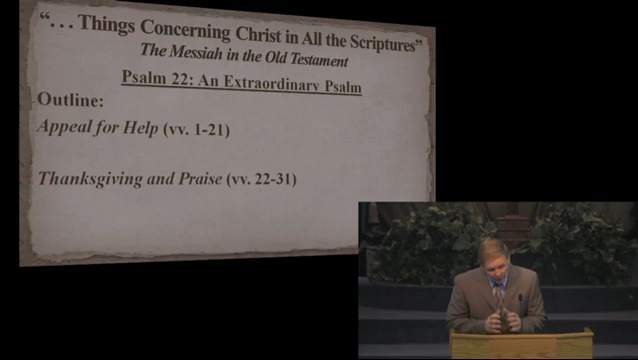 “. . . Things Concerning Christ in All the Scriptures”
The Messiah in the Old Testament
Psalm 22: An Extraordinary Psalm
Outline:
Appeal for Help (vv. 1-21)
Thanksgiving and Praise (vv. 22-31)